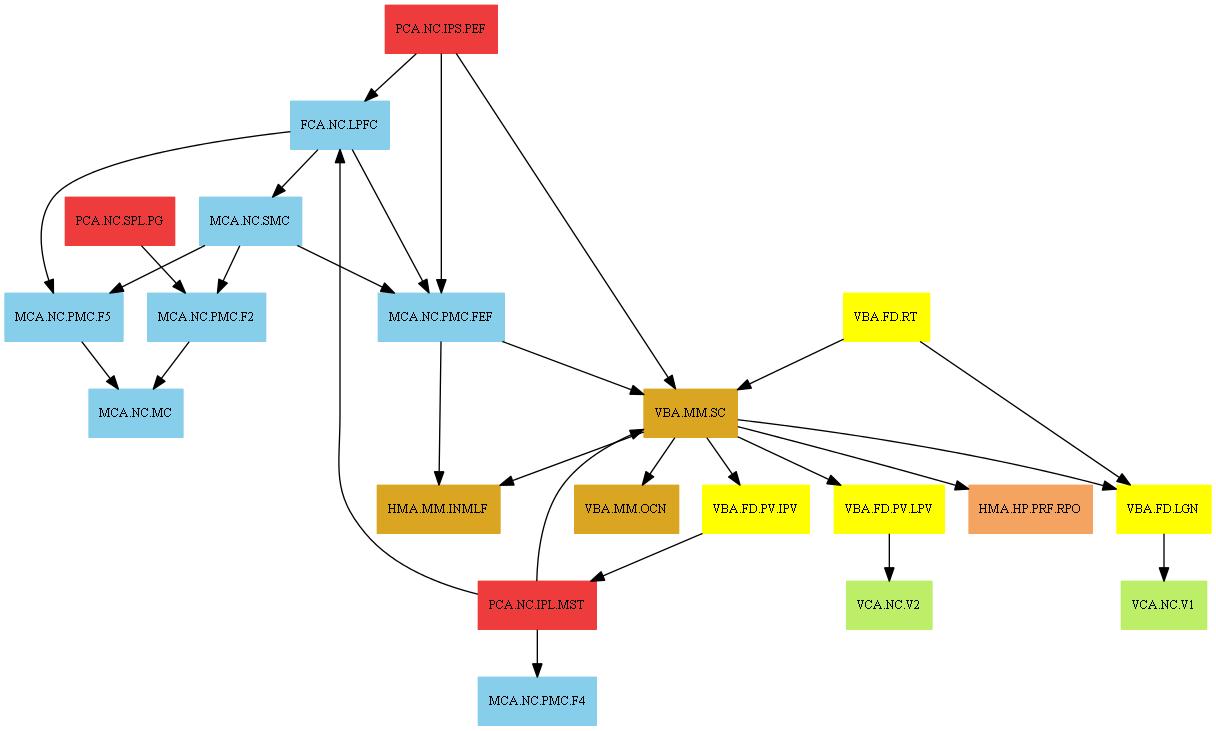 PCA.NC.IPS.PEF
FCA.NC.LPFC
PCA.NC.SPL.PG
MCA.NC.SMC
MCA.NC.PMC.F5
MCA.NC.PMC.F2
MCA.NC.PMC.FEF
VBA.FD.RT
MCA.NC.MC
VBA.MM.SC
HMA.MM.INMLF
VBA.MM.OCN
VBA.FD.PV.IPV
VBA.FD.PV.LPV
HMA.HP.PRF.RPO
VBA.FD.LGN
PCA.NC.IPL.MST
VCA.NC.V2
VCA.NC.V1
MCA.NC.PMC.F4